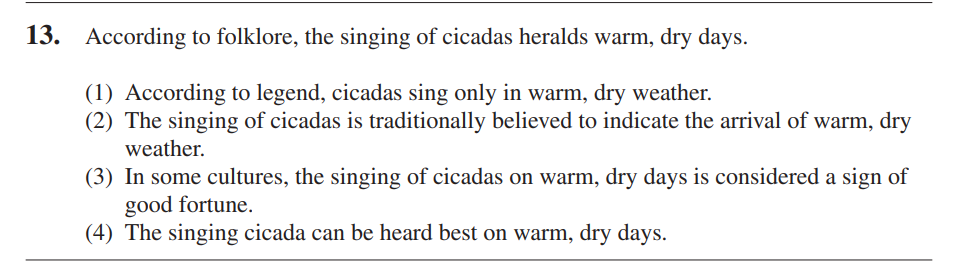 13. According to folklore, the singing of cicadas heralds warm, dry days.
(1) According to legend, cicadas sing only in warm, dry weather.
(2) The singing of cicadas is traditionally believed to indicate the arrival of warm, dry
weather.
(3) In some cultures, the singing of cicadas on warm, dry days is considered a sign of
good fortune.
(4) The singing cicada can be heard best on warm, dry days.